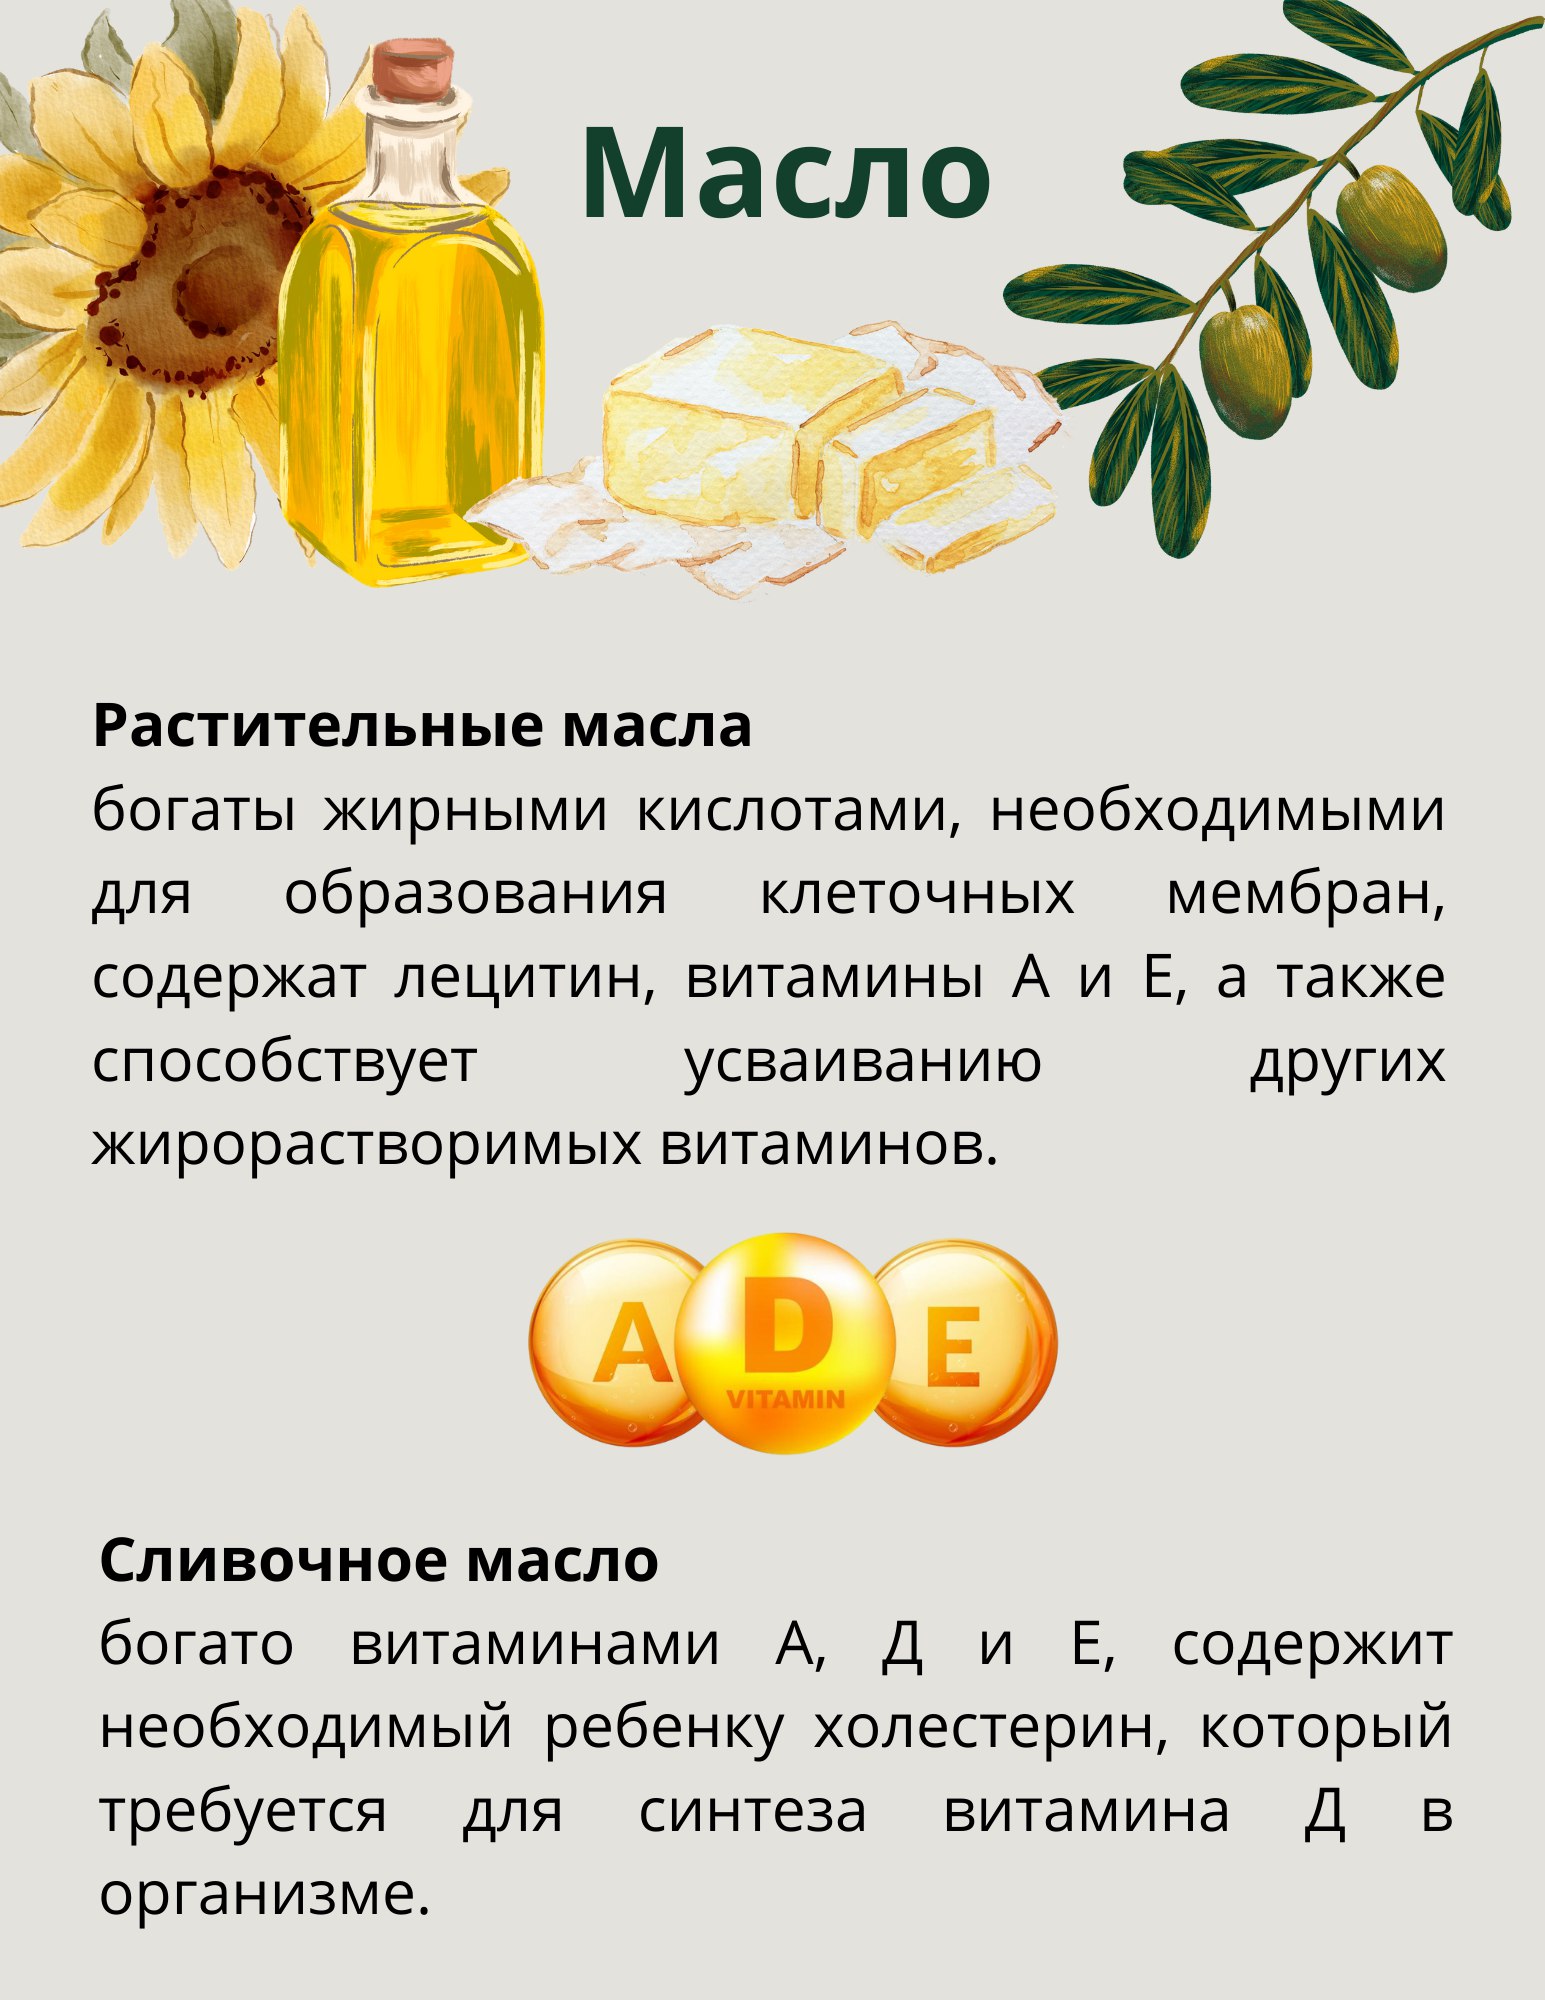 Масло
Растительные масла
богаты жирными кислотами, необходимыми
для образования клеточных мембран,
содержат лецитин, витамины А и Е, а также
способствует усваиванию других
жирорастворимых витаминов.
A D E
VITAMIN
Сливочное масло
богато витаминами А, Д и Е, содержит
необходимый ребенку холестерин, который
требуется для синтеза витамина Д в
организме.